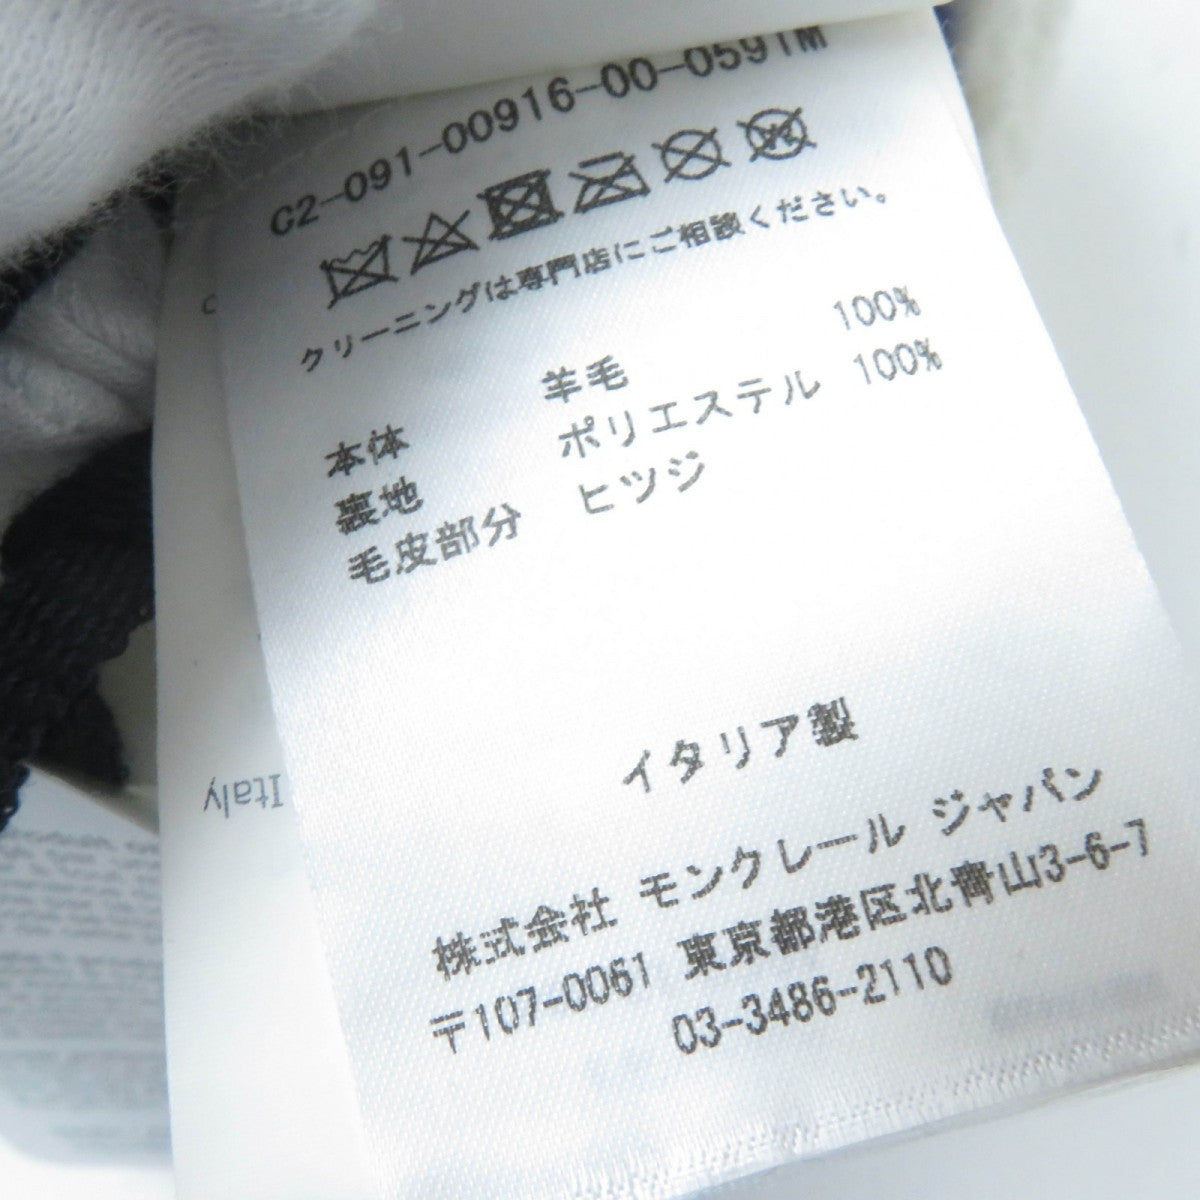 G2-091-00916-00-0591M
クリーニングは専門店にご相談ください。
本体 羊毛 100%
裏地 ポリエステル 100%
毛皮部分 ヒツジ
イタリア製
株式会社 モンクレール ジャパン
〒107-0061 東京都港区北青山3-6-7
03-3486-2110
Italy